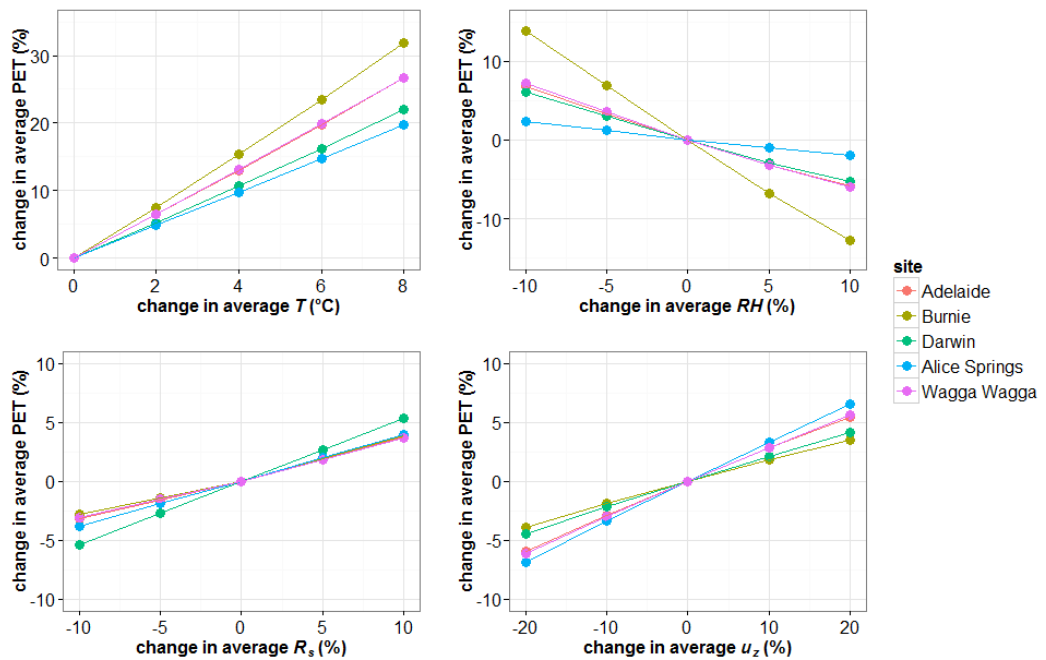 change in average PET (%)
30
20
10
0
0 2 4 6 8
change in average T (°C)
change in average PET (%)
10
0
-10
-10 -5 0 5 10
change in average RH (%)
site
Adelaide
Burnie
Darwin
Alice Springs
Wagga Wagga
change in average PET (%)
10
5
0
-5
-10
-10 -5 0 5 10
change in average Rs (%)
change in average PET (%)
10
5
0
-5
-10
-20 -10 0 10 20
change in average uz (%)